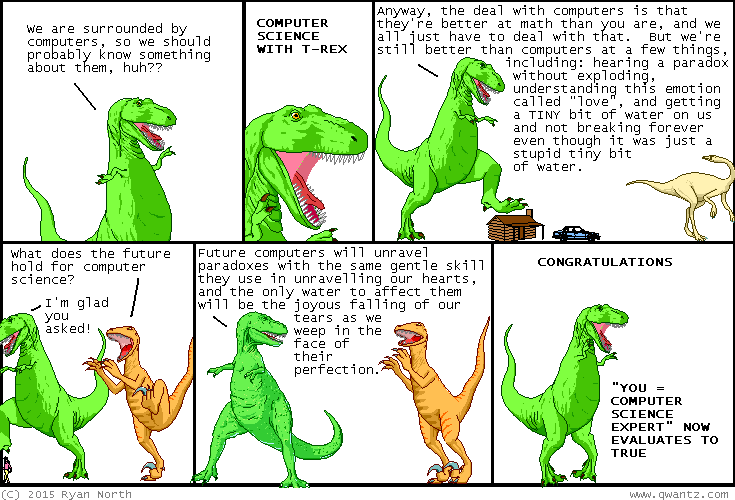 We are surrounded by
computers, so we should
probably know something
about them, huh??
COMPUTER
SCIENCE
WITH T-REX
Anyway, the deal with computers is that
they're better at math than you are, and we
all just have to deal with that.  But we're
still better than computers at a few things,
including: hearing a paradox
without exploding,
understanding this emotion
called "love", and getting
a TINY bit of water on us
and not breaking forever
even though it was just a
stupid tiny bit
of water.
What does the future
hold for computer
science?
I'm glad
you
asked!
Future computers will unravel
paradoxes with the same gentle skill
they use in unravelling our hearts,
and the only water to affect them
will be the joyous falling of our
tears as we
weep in the
face of
their
perfection.
CONGRATULATIONS
"YOU =
COMPUTER
SCIENCE
EXPERT" NOW
EVALUATES TO
TRUE
(C) 2015 Ryan North
www.qwantz.com